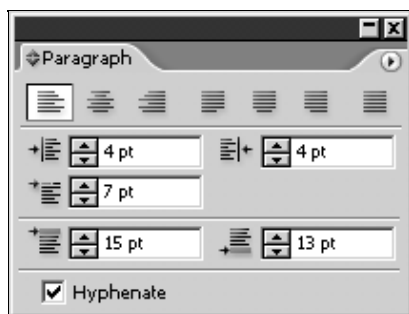 Paragraph
4 pt 4 pt
7 pt
15 pt 13 pt
Hyphenate